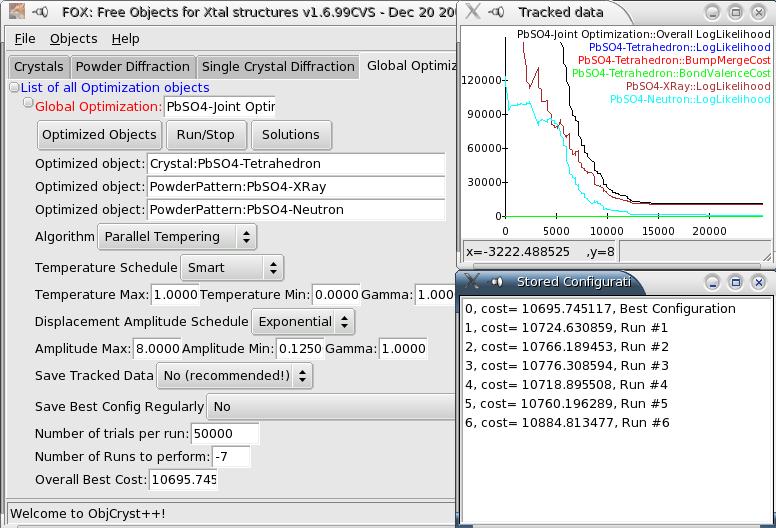 FOX: Free Objects for Xtal structures v1.6.99CVS - Dec 20
File Objects Help
Crystals Powder Diffraction Single Crystal Diffraction Global Optimiz
List of all Optimization objects
Global Optimization: PbSO4-Joint Optir
Optimized Objects Run/Stop Solutions
Optimized object: Crystal:PbSO4-Tetrahedron
Optimized object: PowderPattern:PbSO4-XRay
Optimized object: PowderPattern:PbSO4-Neutron
Algorithm Parallel Tempering
Temperature Schedule Smart
Temperature Max: 1.0000 Temperature Min: 0.0000 Gamma: 1.000
Displacement Amplitude Schedule Exponential
Amplitude Max: 8.0000 Amplitude Min: 0.1250 Gamma: 1.0000
Save Tracked Data No (recommended!)
Save Best Config Regularly No
Number of trials per run: 50000
Number of Runs to perform: -7
Overall Best Cost: 10695.745
Welcome to ObjCryst++!
Tracked data
PbSO4-Joint Optimization::Overall LogLikelihood
PbSO4-Tetrahedron::LogLikelihood
PbSO4-Tetrahedron::BumpMergeCost
PbSO4-Tetrahedron::BondValenceCost
PbSO4-XRay::LogLikelihood
PbSO4-Neutron::LogLikelihood
120000
90000
60000
30000
0
0 5000 10000 15000 20000
x=-3222.488525 ,y=8
Stored Configurati
0, cost= 10695.745117, Best Configuration
1, cost= 10724.630859, Run #1
2, cost= 10766.189453, Run #2
3, cost= 10776.308594, Run #3
4, cost= 10718.895508, Run #4
5, cost= 10760.196289, Run #5
6, cost= 10884.813477, Run #6